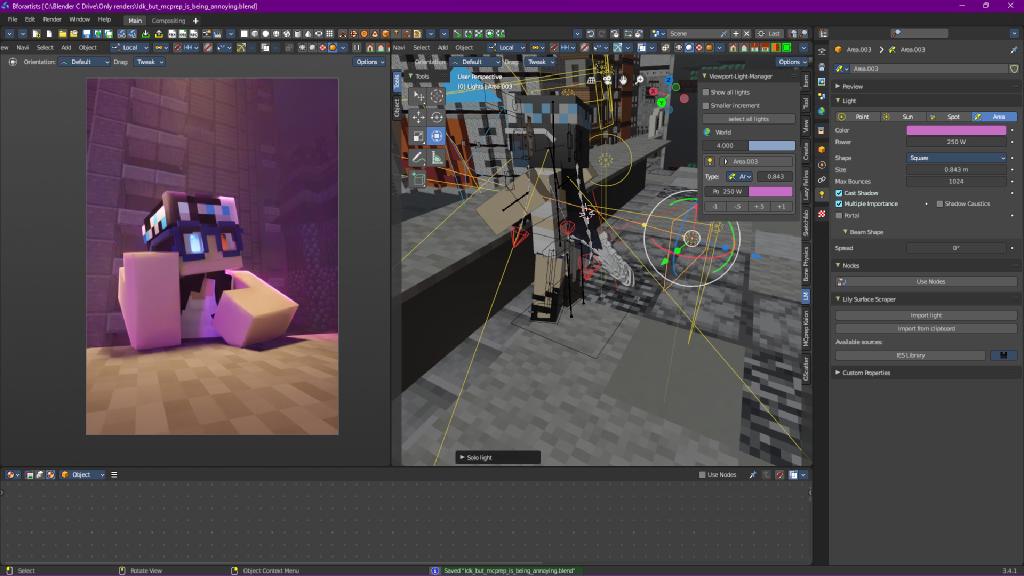 Bforartists [C:\Blender C Drive\Only renders\Idk_but_mcprep_is_being_annoying.blend]
File Edit Render Window Help Main Compositing
Scene Last
Navi Select Add Object Local
Navi Select Add Object Local
Orientation: Default Drag: Tweak Options
Orientation: Default Drag: Tweak Options
Tools
User Perspective
(0) Lights | Area.003
Viewport-Light-Manager
Show all lights
Smaller increment
select all lights
World
4.000
Area.003
Type: Ar 0.843
Po 250 W
-1 -.5 +.5 +1
Item
Tool
View
Create
Sketchfab
Bone Physics
LM
MCprep
GScatter
Area.003 Area.003
Area.003
Preview
Light
Point Sun Spot Area
Color
Power 250 W
Shape Square
Size 0.843 m
Max Bounces 1024
Cast Shadow
Multiple Importance Shadow Caustics
Portal
Beam Shape
Spread 0°
Nodes
Use Nodes
Lily Surface Scraper
Import light
Import from clipboard
Available sources:
IES Library
Custom Properties
Solo light
Object Use Nodes
Select Rotate View Object Context Menu Saved "Idk_but_mcprep_is_being_annoying.blend" 3.4.1